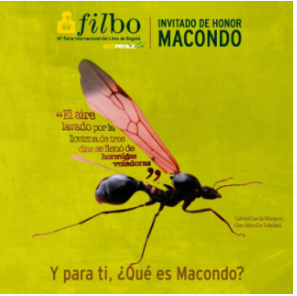 filbo
Feria Internacional del Libro de Bogotá
INVITADO DE HONOR
MACONDO
“El aire
lavado por la
llovizna de tres
días se llenó de
hormigas
voladoras”
Gabriel García Márquez
Cien Años De Soledad
Y para ti, ¿Qué es Macondo?